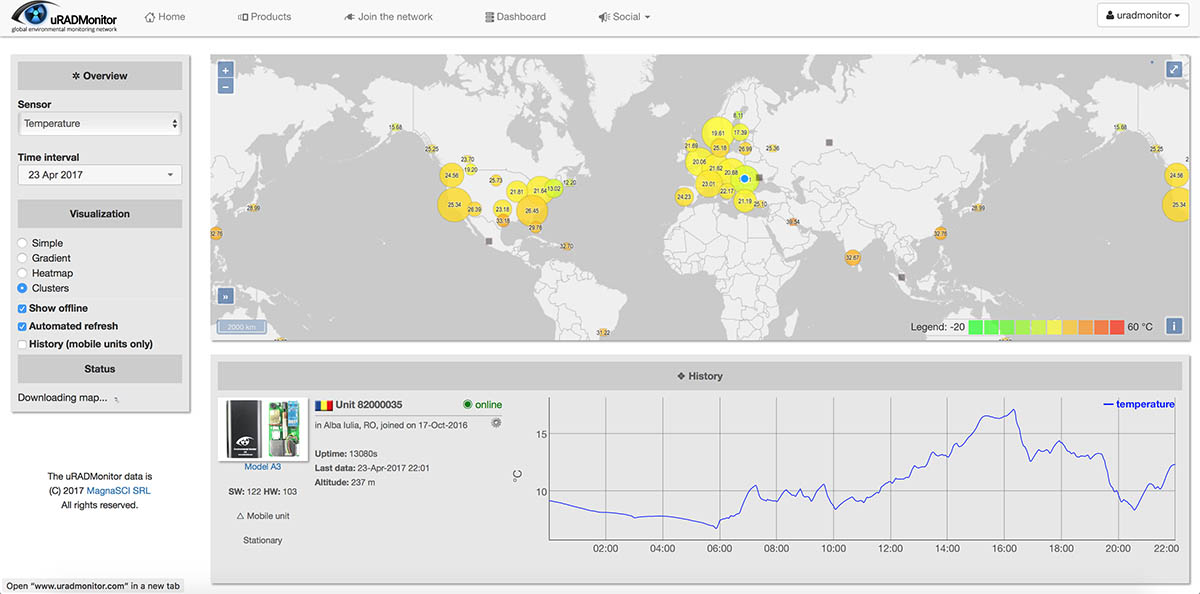 uRADMonitor
global environmental monitoring network
Home
Products
Join the network
Dashboard
Social
uradmonitor
Overview
Sensor
Temperature
Time interval
23 Apr 2017
Visualization
Simple
Gradient
Heatmap
Clusters
Show offline
Automated refresh
History (mobile units only)
Status
Downloading map...
The uRADMonitor data is
(C) 2017 MagnaSCI SRL
All rights reserved.
+
−
15.68
25.25
23.70
19.20
24.56
25.73
21.81
21.64
13.02
12.20
25.34
26.39
23.18
33.18
26.45
29.76
32.70
31.22
28.99
32.76
8.11
19.61
17.39
21.69
25.18
26.99
25.36
20.06
21.62
20.68
23.01
22.17
24.23
21.19
25.10
32.67
32.76
28.99
15.68
25.25
24.56
25.34
»
2000 km
Legend: -20
60 °C
i
History
Unit 82000035
online
in Alba Iulia, RO, joined on 17-Oct-2016
Uptime: 13080s
Last data: 23-Apr-2017 22:01
Altitude: 237 m
Model A3
SW: 122 HW: 103
Mobile unit
Stationary
temperature
°C
15
10
02:00 04:00 06:00 08:00 10:00 12:00 14:00 16:00 18:00 20:00 22:00
Open “www.uradmonitor.com” in a new tab